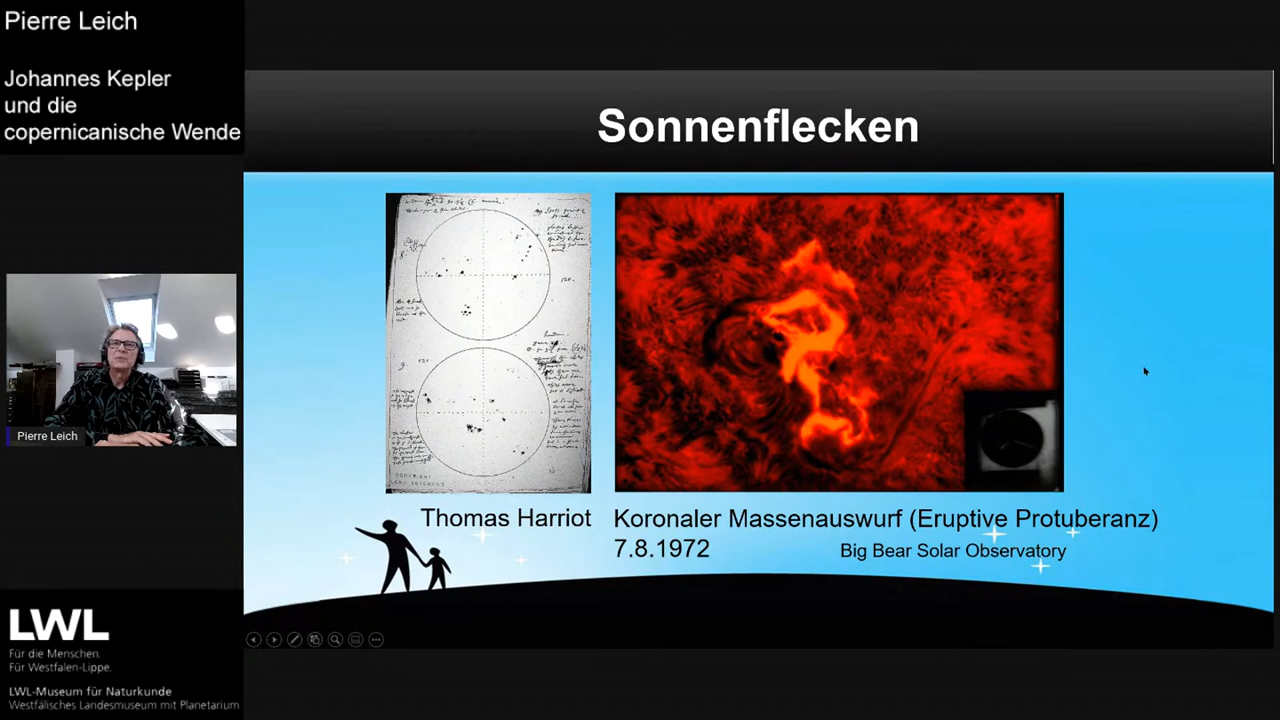 Pierre Leich
Johannes Kepler
und die
copernicanische Wende
Sonnenflecken
Pierre Leich
Thomas Harriot
Koronaler Massenauswurf (Eruptive Protuberanz)
7.8.1972
Big Bear Solar Observatory
LWL
Für die Menschen.
Für Westfalen-Lippe.
LWL-Museum für Naturkunde
Westfälisches Landesmuseum mit Planetarium